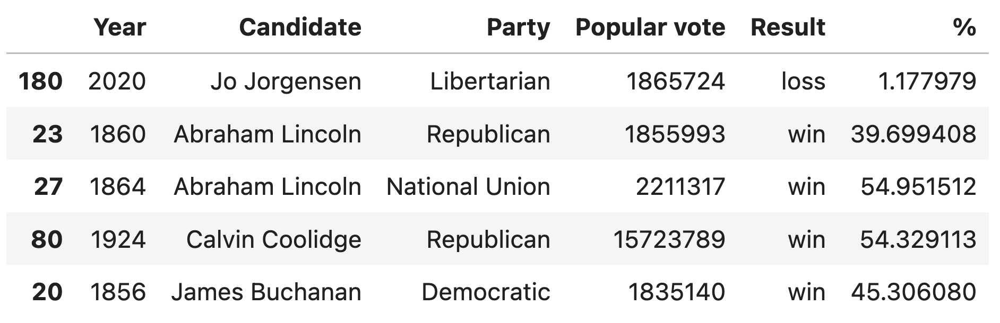 Year Candidate Party Popular vote Result %
180 2020 Jo Jorgensen Libertarian 1865724 loss 1.177979
23 1860 Abraham Lincoln Republican 1855993 win 39.699408
27 1864 Abraham Lincoln National Union 2211317 win 54.951512
80 1924 Calvin Coolidge Republican 15723789 win 54.329113
20 1856 James Buchanan Democratic 1835140 win 45.306080